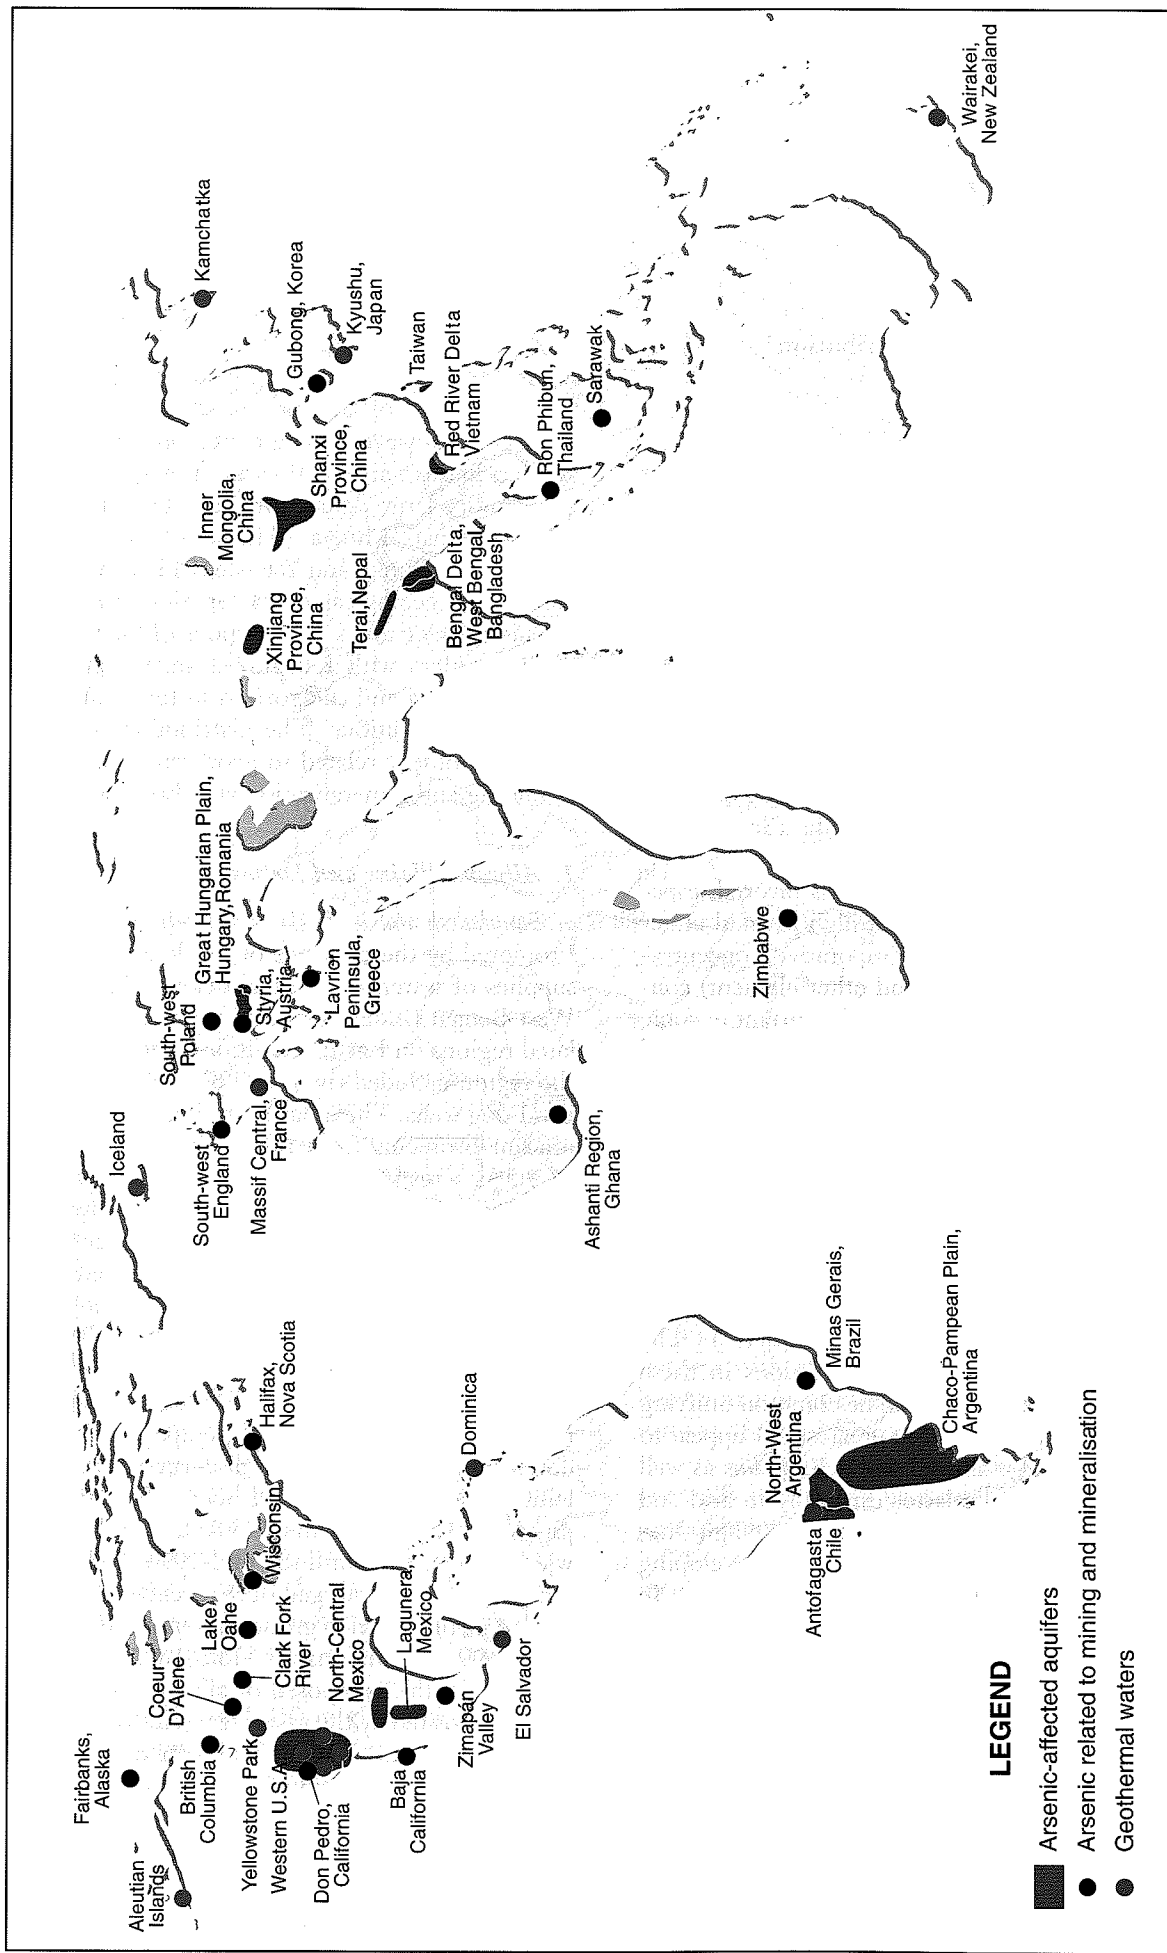 Fairbanks,
Alaska
Aleutian
Islands
British
Columbia
Coeur
D'Alene
Lake
Oahe
Clark Fork
River
Wisconsin
Halifax,
Nova Scotia
Yellowstone Park
Western U.S.A
Don Pedro,
California
North-Central
Mexico
Lagunera,
Mexico
Baja
California
Zimapán
Valley
El Salvador
Dominica
Antofagasta
Chile
North-West
Argentina
Minas Gerais,
Brazil
Chaco-Pampean Plain,
Argentina
Iceland
South-west
England
Massif Central,
France
South-west
Poland
Great Hungarian Plain,
Hungary,Romania
Styria,
Austria
Lavrion
Peninsula,
Greece
Ashanti Region,
Ghana
Zimbabwe
Xinjiang
Province,
China
Inner
Mongolia,
China
Shanxi
Province,
China
Terai,Nepal
Bengal Delta,
West Bengal,
Bangladesh
Kamchatka
Gubong, Korea
Kyushu,
Japan
Taiwan
Red River Delta
Vietnam
Ron Phibun,
Thailand
Sarawak
Wairakei,
New Zealand
LEGEND
Arsenic-affected aquifers
Arsenic related to mining and mineralisation
Geothermal waters